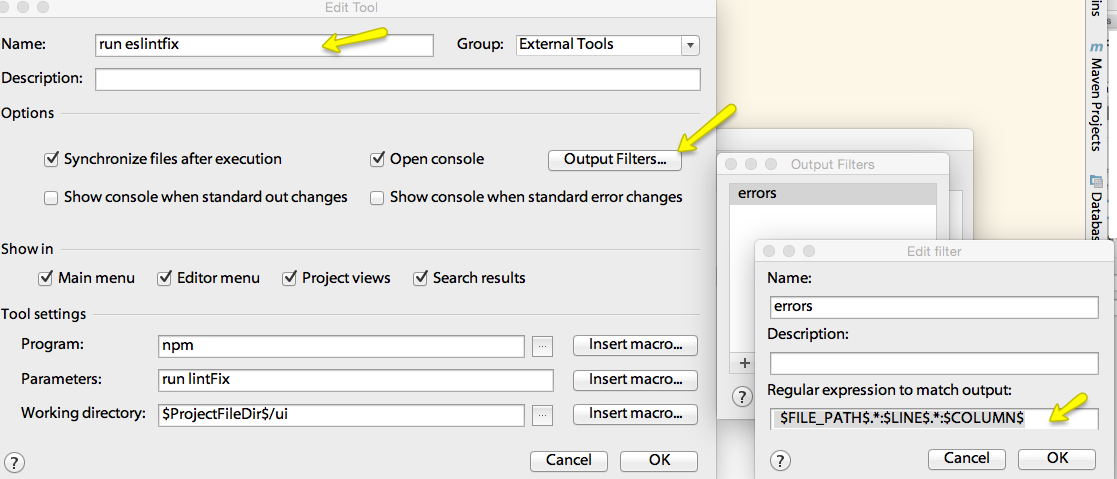 Edit Tool
Name: run eslintfix Group: External Tools
Description:
Options
Synchronize files after execution Open console Output Filters...
Show console when standard out changes Show console when standard error changes
Show in
Main menu Editor menu Project views Search results
Tool settings
Program: npm ... Insert macro...
Parameters: run lintFix Insert macro...
Working directory: $ProjectFileDir$/ui ... Insert macro...
? Cancel OK
Output Filters
errors
+
?
Edit filter
Name:
errors
Description:
Regular expression to match output:
$FILE_PATH$.*:$LINE$.*:$COLUMN$
? Cancel OK
ins
m Maven Projects
Databas